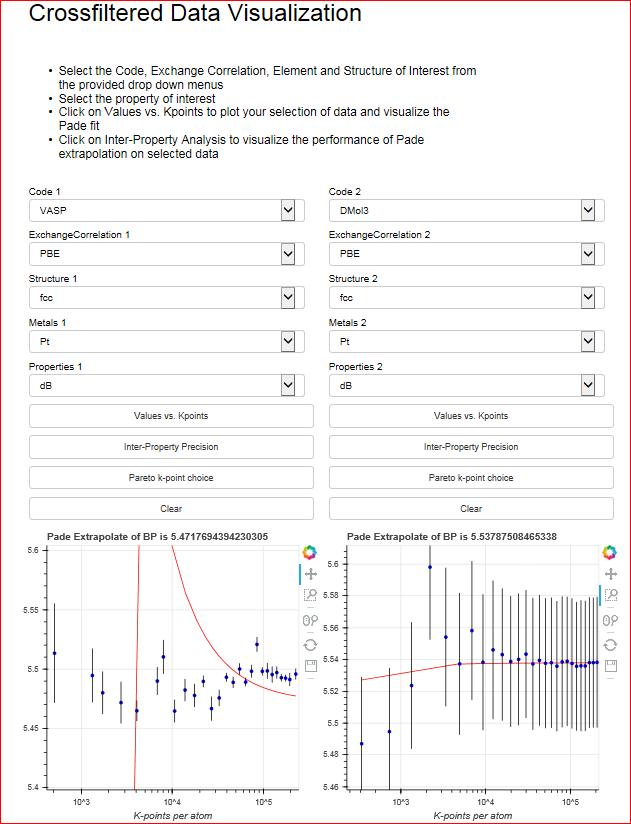 Crossfiltered Data Visualization
• Select the Code, Exchange Correlation, Element and Structure of Interest from
the provided drop down menus
• Select the property of interest
• Click on Values vs. Kpoints to plot your selection of data and visualize the
Pade fit
• Click on Inter-Property Analysis to visualize the performance of Pade
extrapolation on selected data
Code 1
VASP
ExchangeCorrelation 1
PBE
Structure 1
fcc
Metals 1
Pt
Properties 1
dB
Values vs. Kpoints
Inter-Property Precision
Pareto k-point choice
Clear
Code 2
DMol3
ExchangeCorrelation 2
PBE
Structure 2
fcc
Metals 2
Pt
Properties 2
dB
Values vs. Kpoints
Inter-Property Precision
Pareto k-point choice
Clear
Pade Extrapolate of BP is 5.4717694394230305
5.6
5.55
5.5
5.45
5.4
10^3 10^4 10^5
K-points per atom
Pade Extrapolate of BP is 5.53787508465338
5.6
5.58
5.56
5.54
5.52
5.5
5.48
5.46
10^3 10^4 10^5
K-points per atom